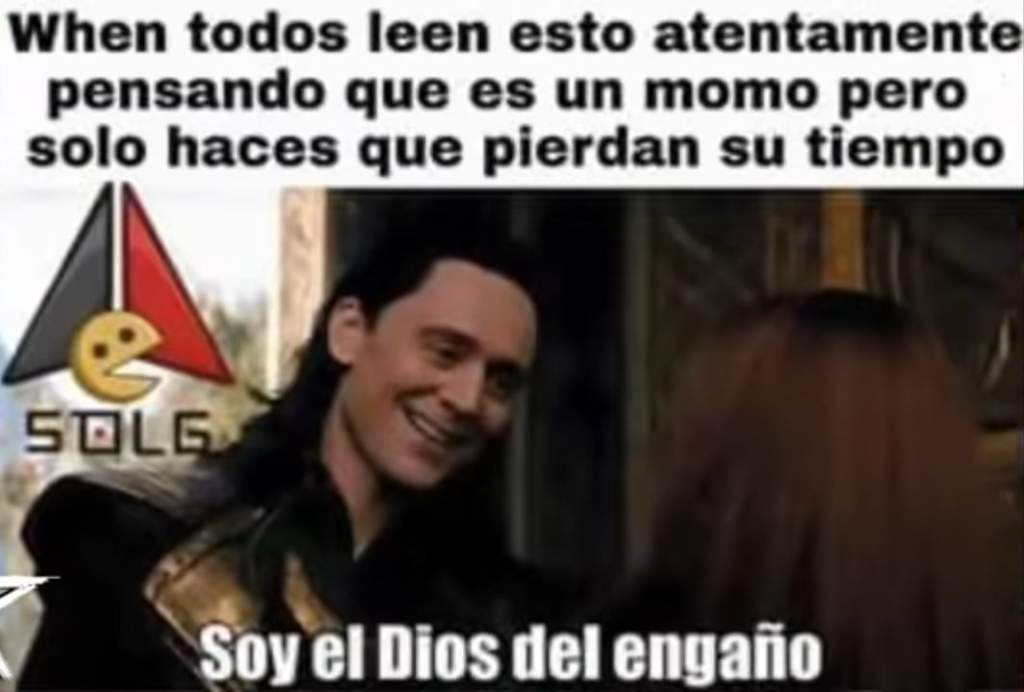 When todos leen esto atentamente
pensando que es un momo pero
solo haces que pierdan su tiempo
SOLG
Soy el Dios del engaño